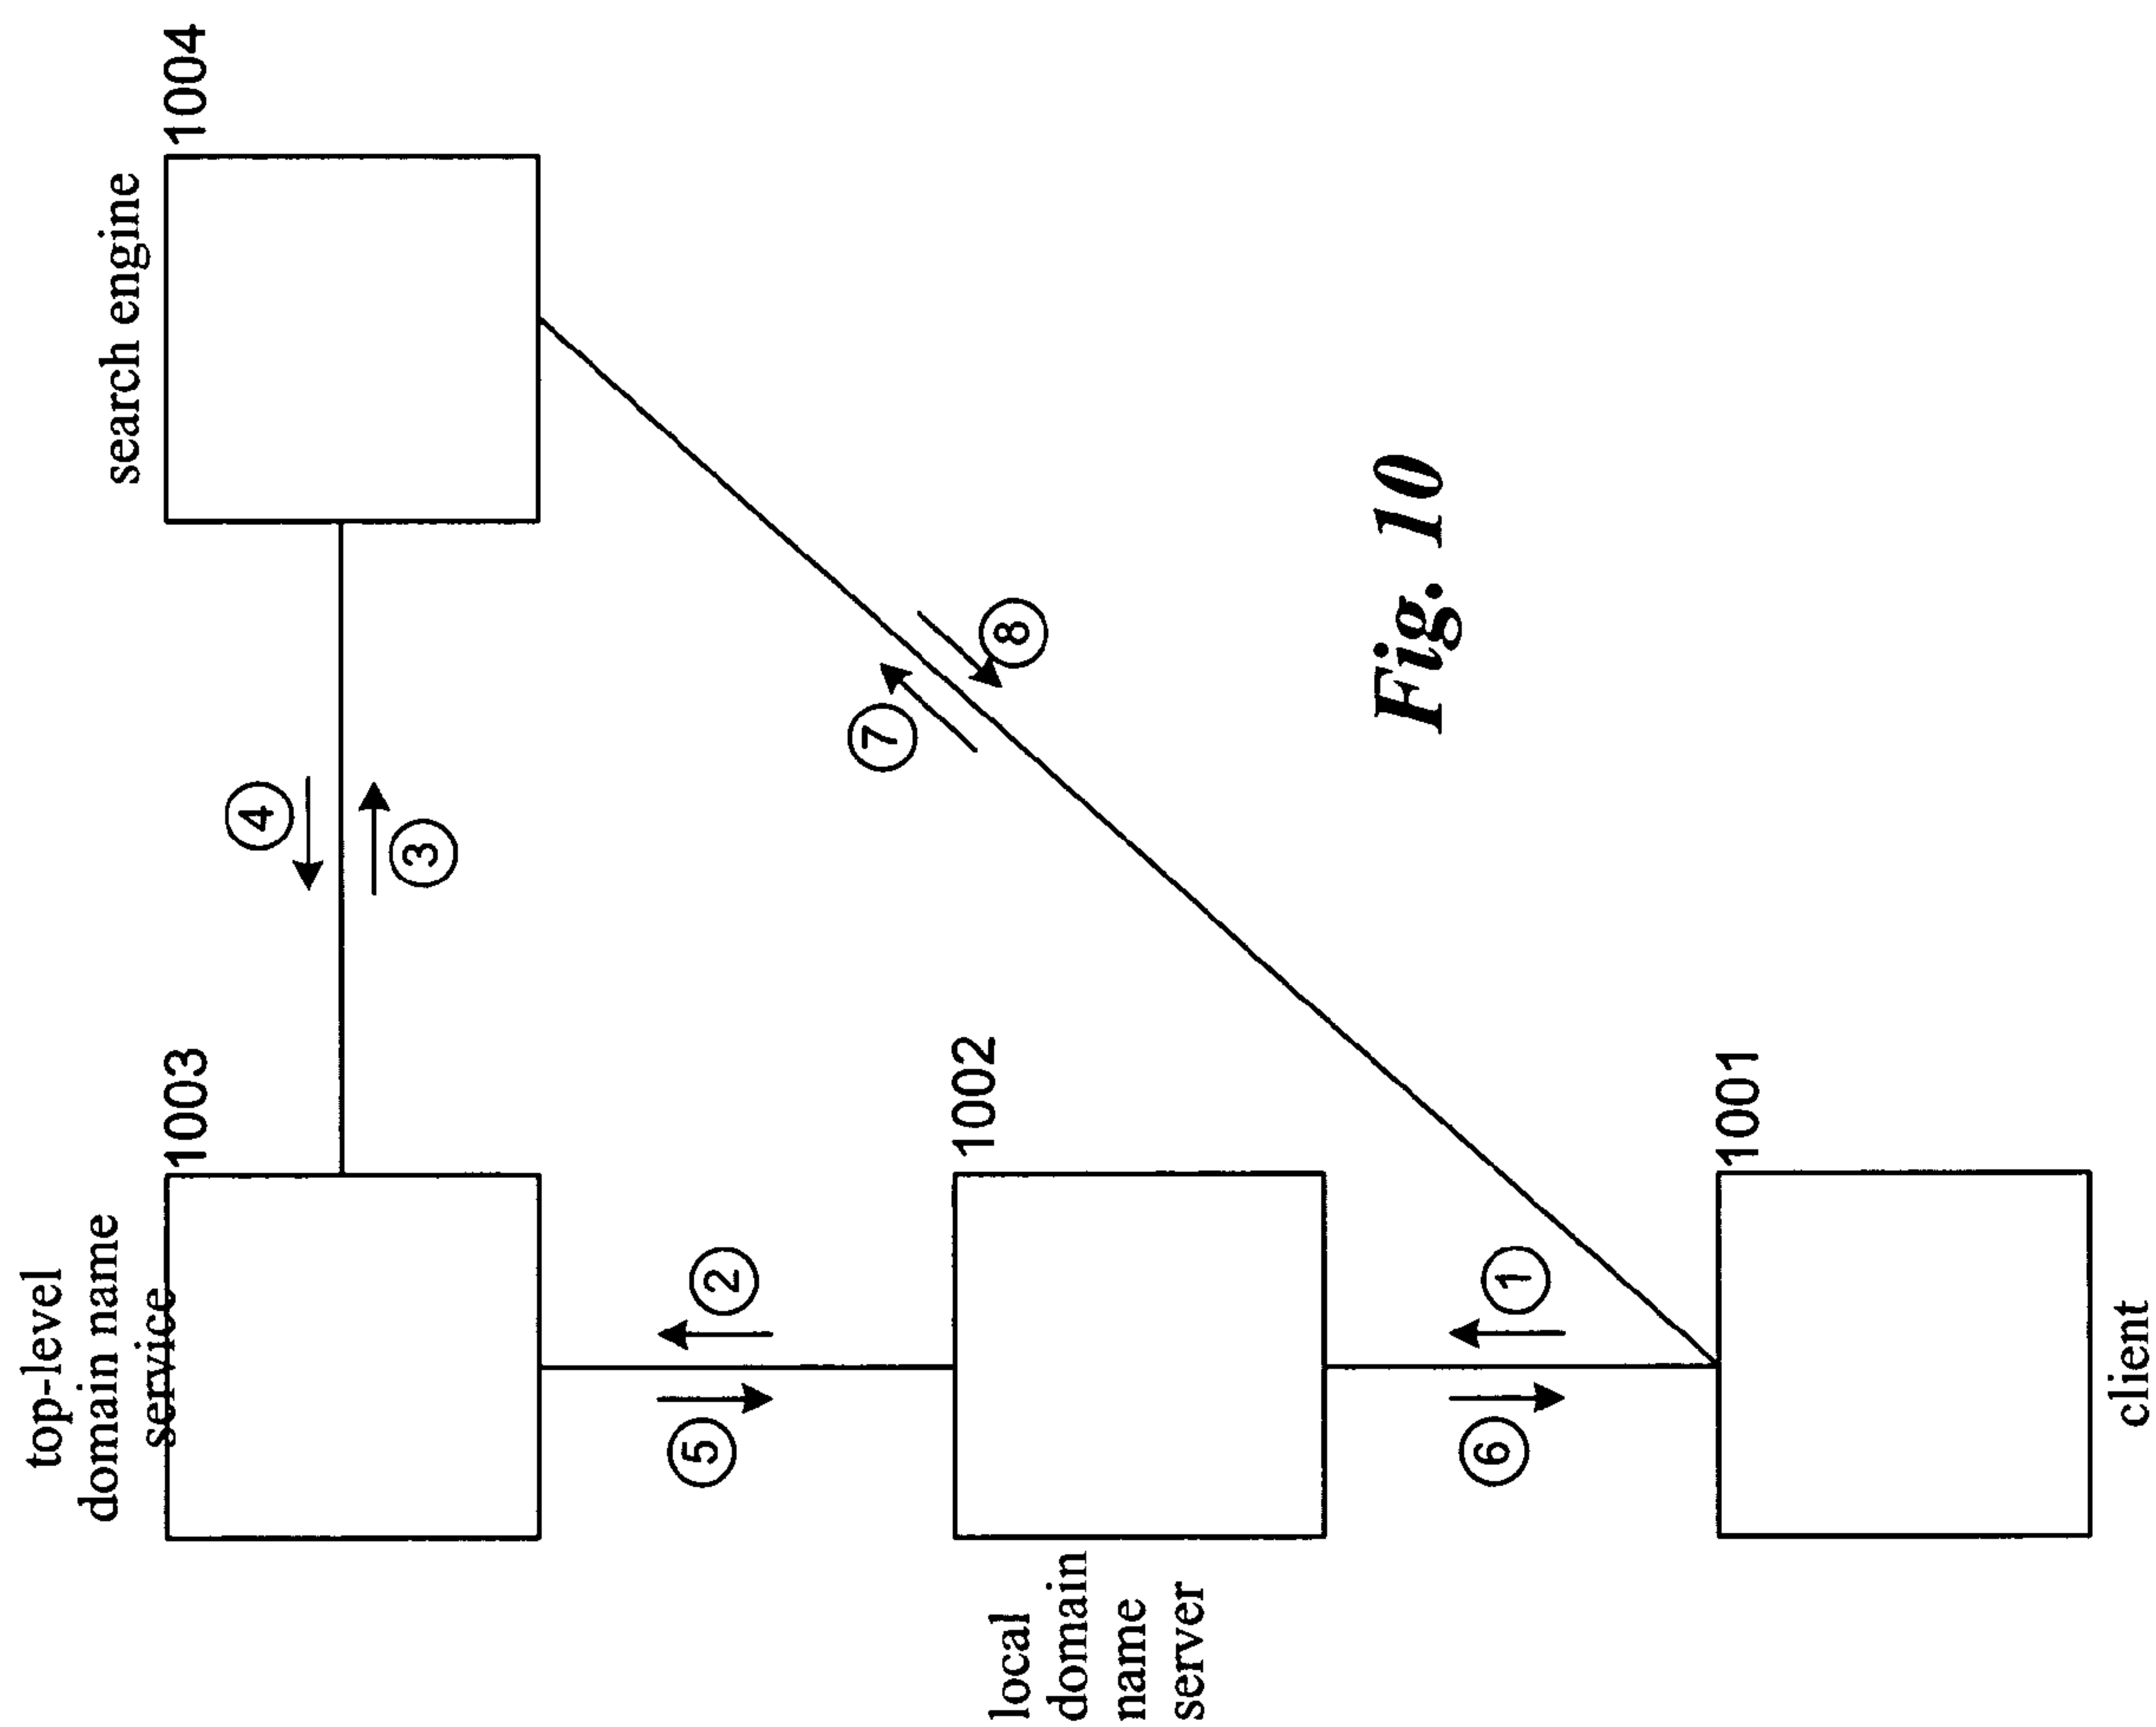 top-level
domain name
service
1003
④
③
search engine
1004
②
⑤
local
domain
name
server
1002
⑦
⑧
①
⑥
1001
client
Fig. 10